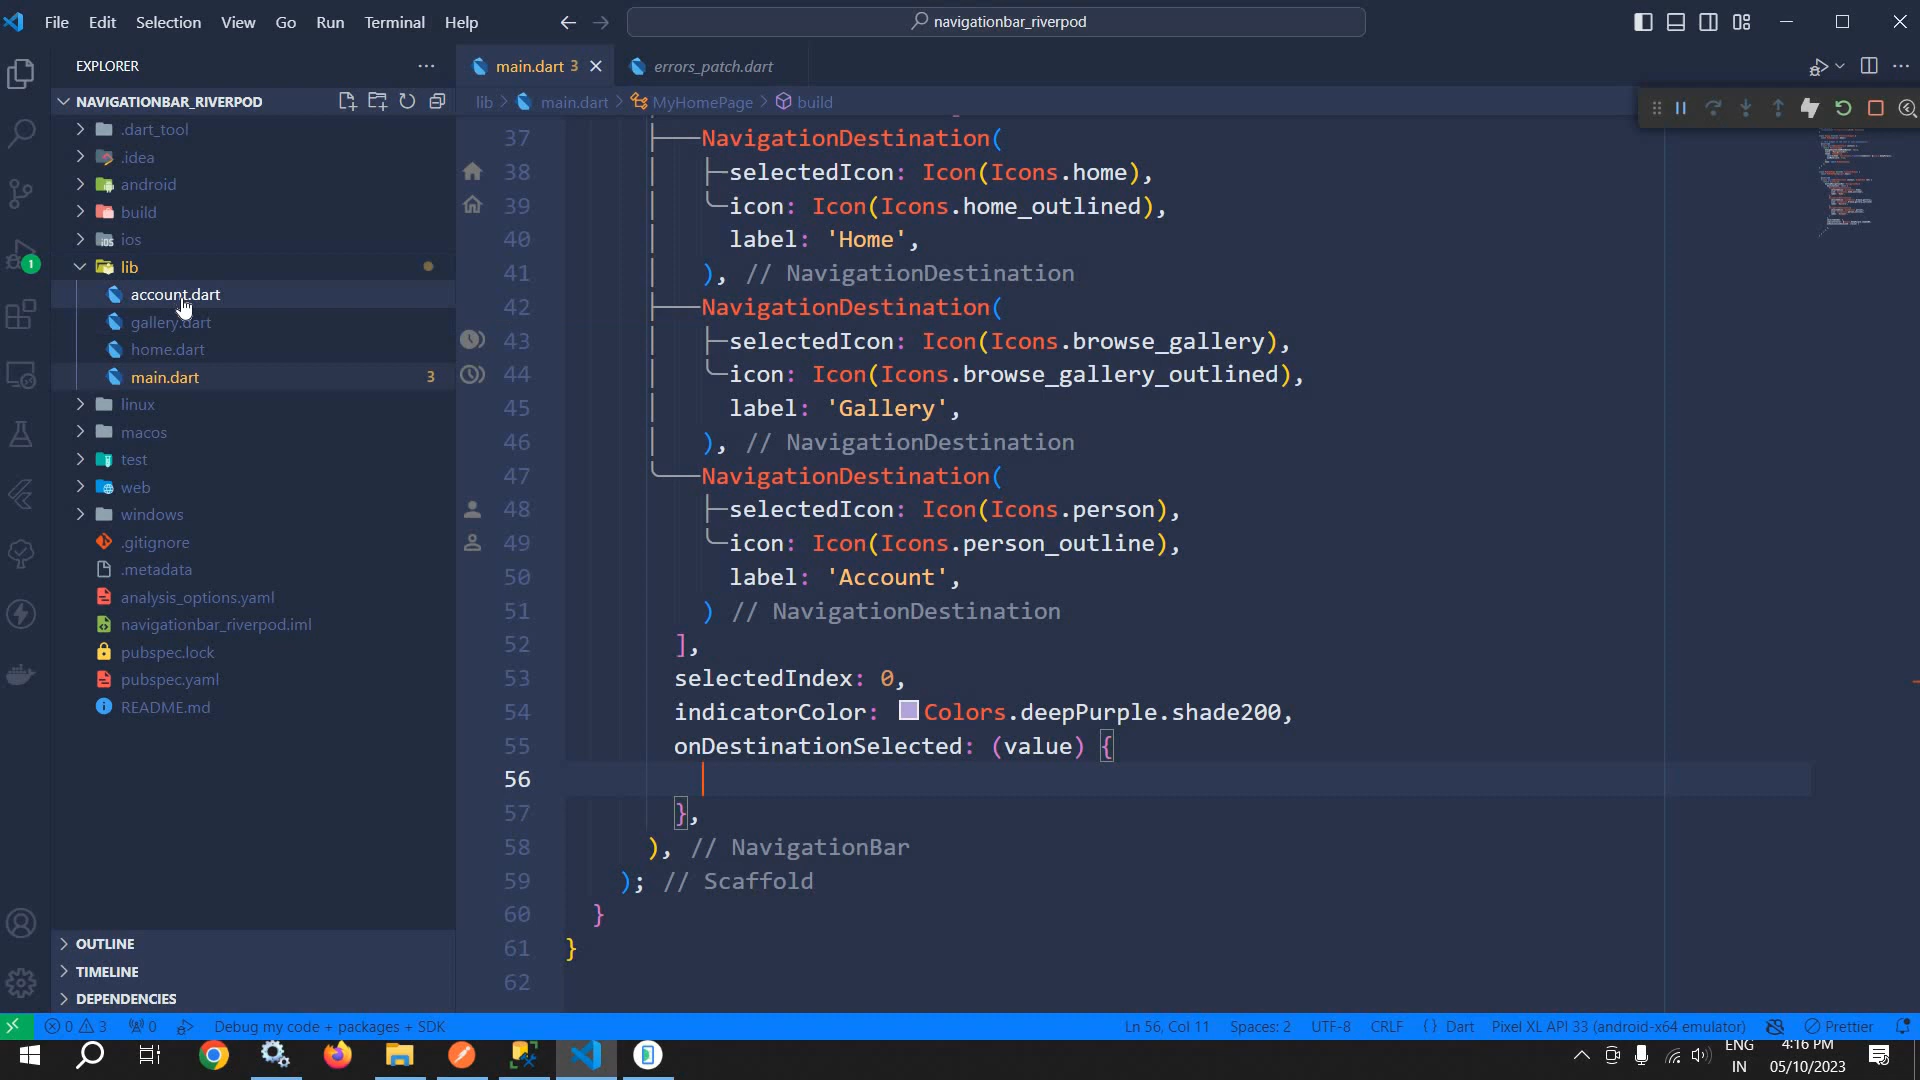 File Edit Selection View Go Run Terminal Help
navigationbar_riverpod
EXPLORER
NAVIGATIONBAR_RIVERPOD
.dart_tool
.idea
android
build
ios
lib
account.dart
gallery.dart
home.dart
main.dart 3
linux
macos
test
web
windows
.gitignore
.metadata
analysis_options.yaml
navigationbar_riverpod.iml
pubspec.lock
pubspec.yaml
README.md
OUTLINE
TIMELINE
DEPENDENCIES
1
main.dart 3
errors_patch.dart
lib > main.dart > MyHomePage > build
37 NavigationDestination(
38 selectedIcon: Icon(Icons.home),
39 icon: Icon(Icons.home_outlined),
40 label: 'Home',
41 ), // NavigationDestination
42 NavigationDestination(
43 selectedIcon: Icon(Icons.browse_gallery),
44 icon: Icon(Icons.browse_gallery_outlined),
45 label: 'Gallery',
46 ), // NavigationDestination
47 NavigationDestination(
48 selectedIcon: Icon(Icons.person),
49 icon: Icon(Icons.person_outline),
50 label: 'Account',
51 ) // NavigationDestination
52 ],
53 selectedIndex: 0,
54 indicatorColor: Colors.deepPurple.shade200,
55 onDestinationSelected: (value) {
56
57 },
58 ), // NavigationBar
59 ); // Scaffold
60 }
61 }
62
0 3 0 Debug my code + packages + SDK Ln 56, Col 11 Spaces: 2 UTF-8 CRLF {} Dart Pixel XL API 33 (android-x64 emulator) Prettier
ENG
IN
4:16 PM
05/10/2023